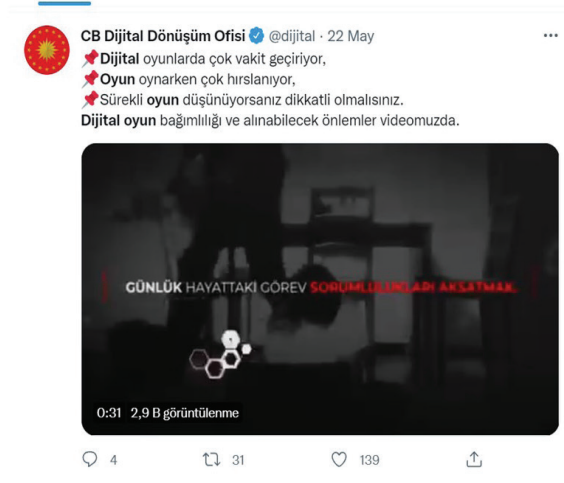 CB Dijital Dönüşüm Ofisi @dijital · 22 May
Dijital oyunlarda çok vakit geçiriyor,
Oyun oynarken çok hırslanıyor,
Sürekli oyun düşünüyorsanız dikkatli olmalısınız.
Dijital oyun bağımlılığı ve alınabilecek önlemler videomuzda.
GÜNLÜK HAYATTAKİ GÖREV SORUMLULUKLARI AKSATMAK.
0:31 2,9 B görüntülenme
4 31 139